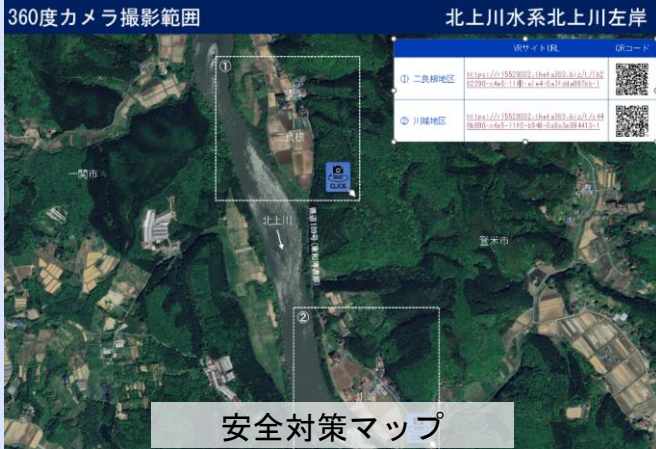 360度カメラ撮影範囲
北上川水系北上川左岸
VRサイトURL
QRコード
① 二良根地区
② 川端地区
①
二良根
CLICK
一関市
北上川
登米市
②
安全対策マップ